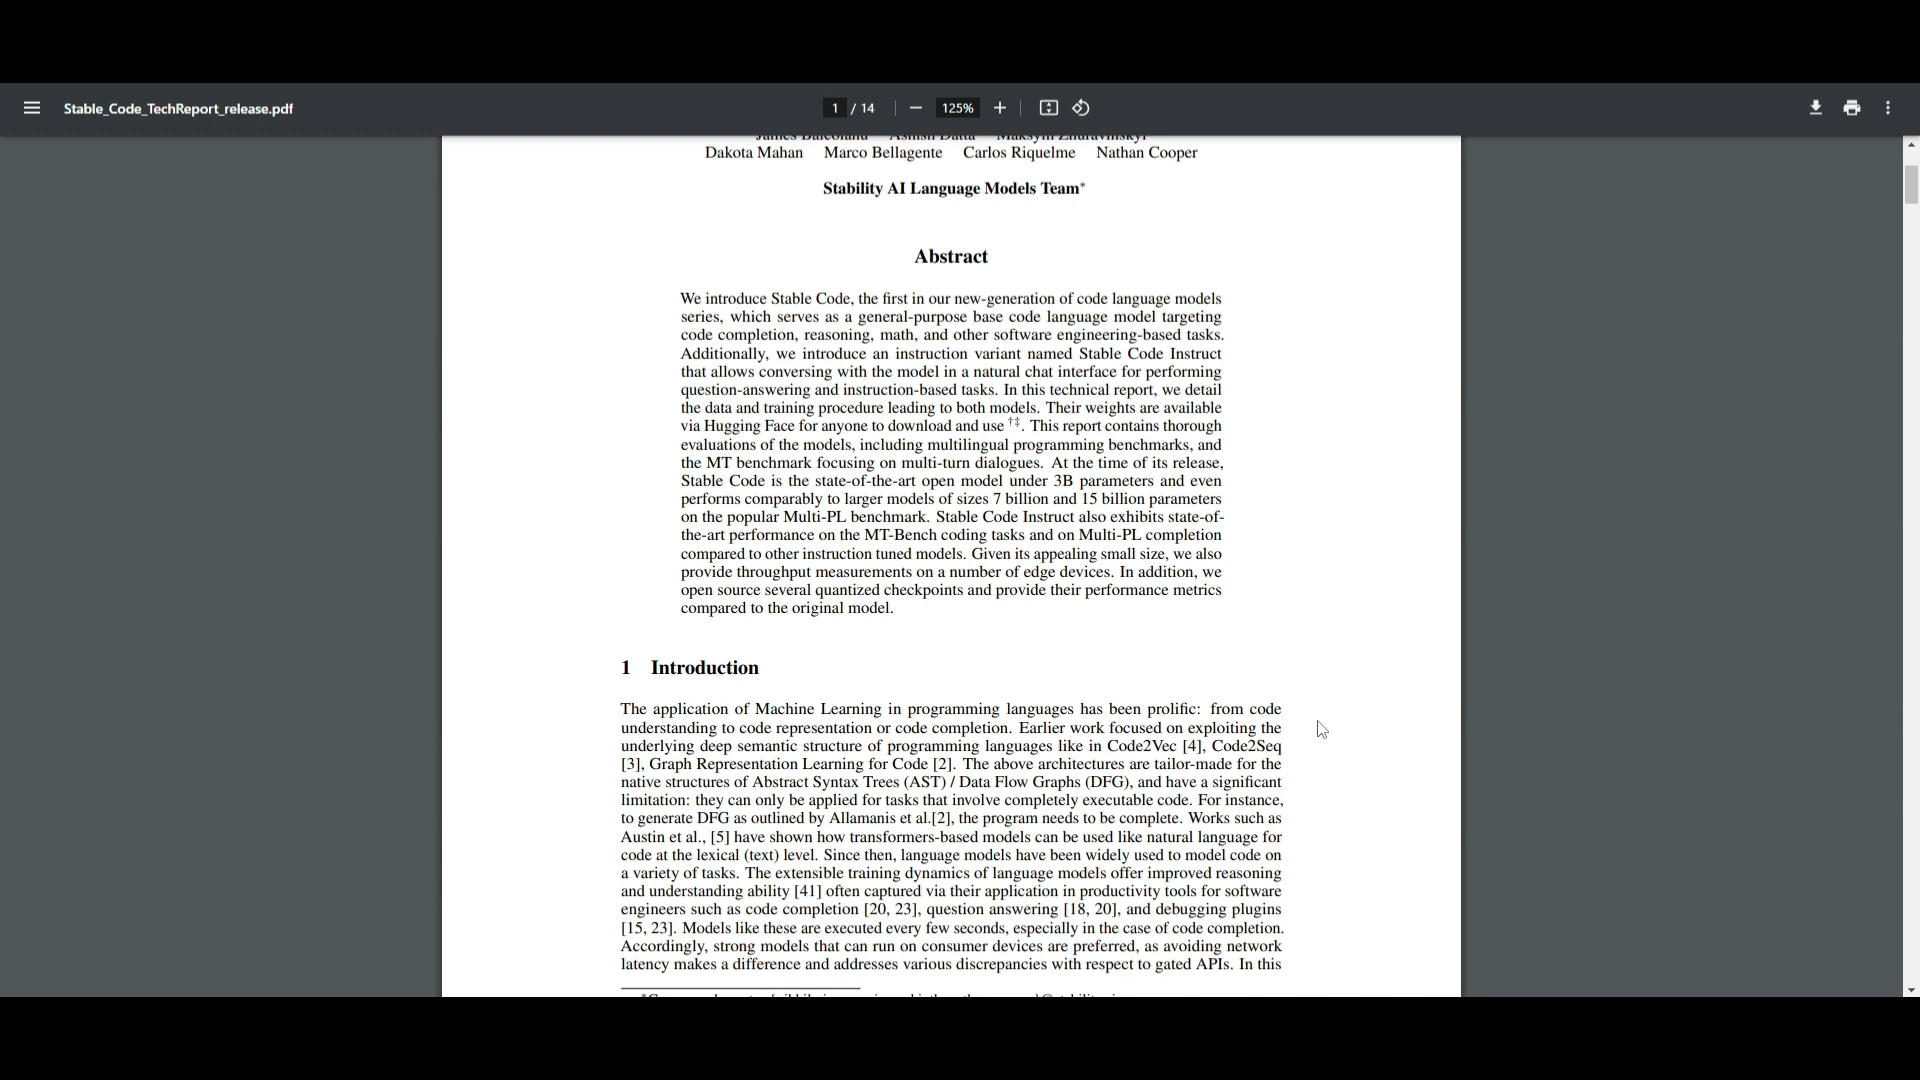 Stable_Code_TechReport_release.pdf
1 / 14
125%
Dakota Mahan Marco Bellagente Carlos Riquelme Nathan Cooper
Stability AI Language Models Team*
Abstract
We introduce Stable Code, the first in our new-generation of code language models
series, which serves as a general-purpose base code language model targeting
code completion, reasoning, math, and other software engineering-based tasks.
Additionally, we introduce an instruction variant named Stable Code Instruct
that allows conversing with the model in a natural chat interface for performing
question-answering and instruction-based tasks. In this technical report, we detail
the data and training procedure leading to both models. Their weights are available
via Hugging Face for anyone to download and use †‡. This report contains thorough
evaluations of the models, including multilingual programming benchmarks, and
the MT benchmark focusing on multi-turn dialogues. At the time of its release,
Stable Code is the state-of-the-art open model under 3B parameters and even
performs comparably to larger models of sizes 7 billion and 15 billion parameters
on the popular Multi-PL benchmark. Stable Code Instruct also exhibits state-of-
the-art performance on the MT-Bench coding tasks and on Multi-PL completion
compared to other instruction tuned models. Given its appealing small size, we also
provide throughput measurements on a number of edge devices. In addition, we
open source several quantized checkpoints and provide their performance metrics
compared to the original model.
1 Introduction
The application of Machine Learning in programming languages has been prolific: from code
understanding to code representation or code completion. Earlier work focused on exploiting the
underlying deep semantic structure of programming languages like in Code2Vec [4], Code2Seq
[3], Graph Representation Learning for Code [2]. The above architectures are tailor-made for the
native structures of Abstract Syntax Trees (AST) / Data Flow Graphs (DFG), and have a significant
limitation: they can only be applied for tasks that involve completely executable code. For instance,
to generate DFG as outlined by Allamanis et al.[2], the program needs to be complete. Works such as
Austin et al., [5] have shown how transformers-based models can be used like natural language for
code at the lexical (text) level. Since then, language models have been widely used to model code on
a variety of tasks. The extensible training dynamics of language models offer improved reasoning
and understanding ability [41] often captured via their application in productivity tools for software
engineers such as code completion [20, 23], question answering [18, 20], and debugging plugins
[15, 23]. Models like these are executed every few seconds, especially in the case of code completion.
Accordingly, strong models that can run on consumer devices are preferred, as avoiding network
latency makes a difference and addresses various discrepancies with respect to gated APIs. In this